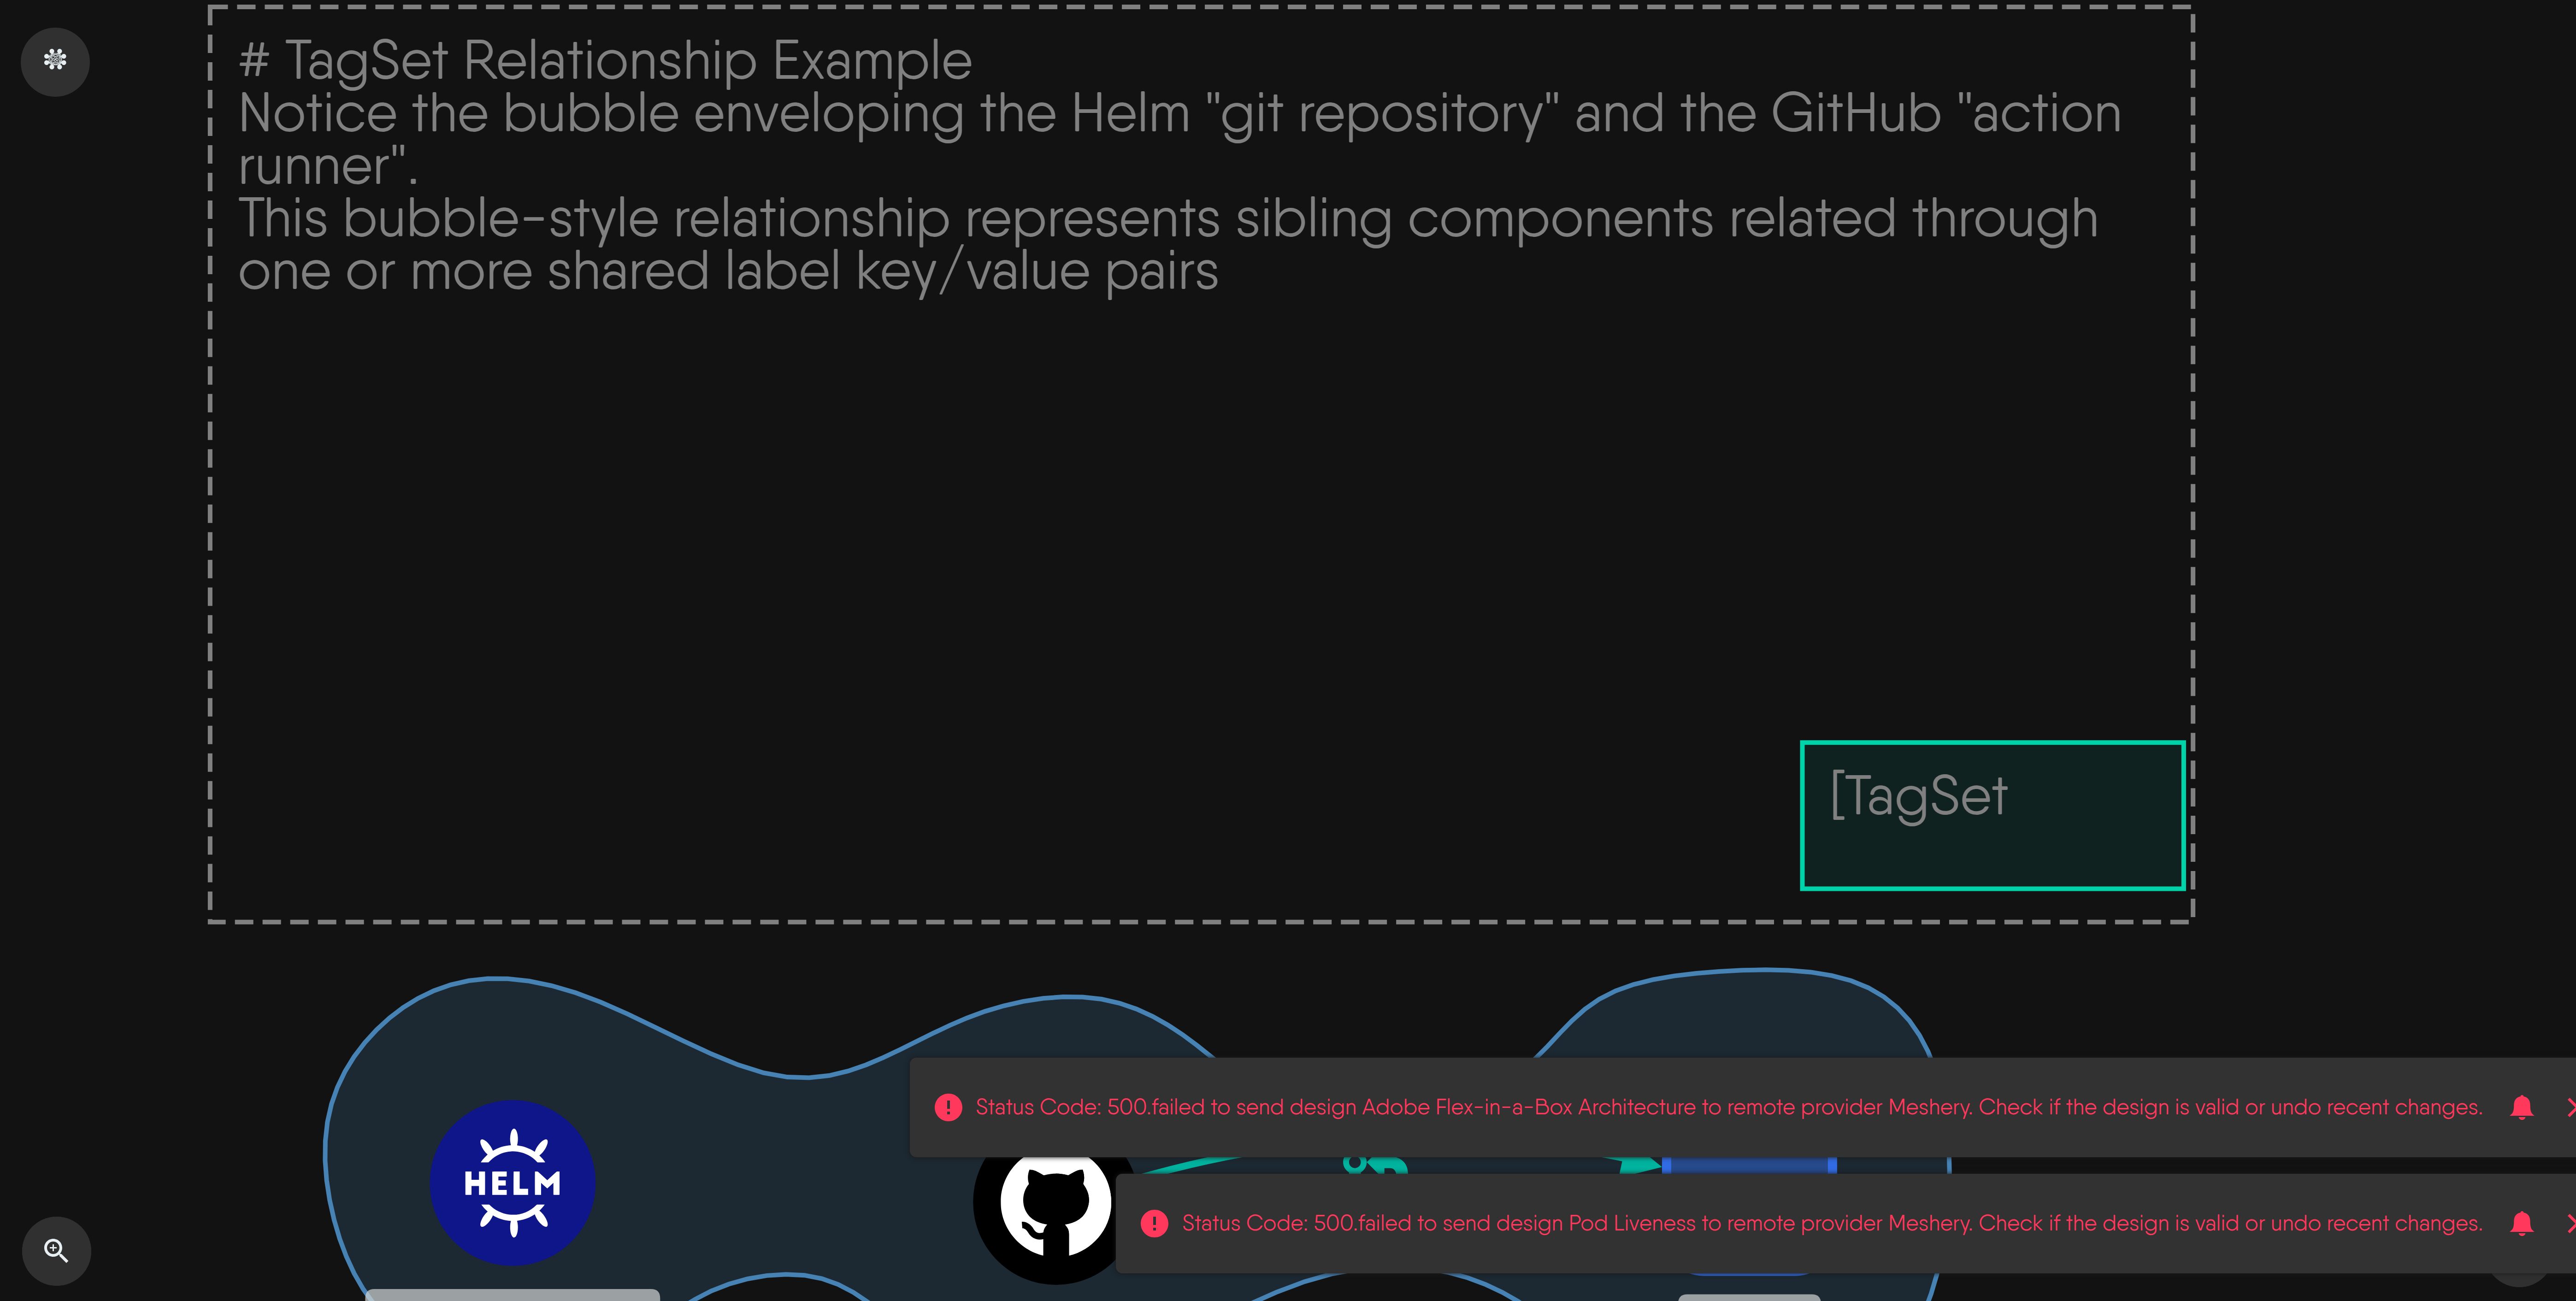 # TagSet Relationship Example
Notice the bubble enveloping the Helm "git repository" and the GitHub "action
runner".
This bubble-style relationship represents sibling components related through
one or more shared label key/value pairs
[TagSet
Status Code: 500.failed to send design Adobe Flex-in-a-Box Architecture to remote provider Meshery. Check if the design is valid or undo recent changes.
HELM
Status Code: 500.failed to send design Pod Liveness to remote provider Meshery. Check if the design is valid or undo recent changes.